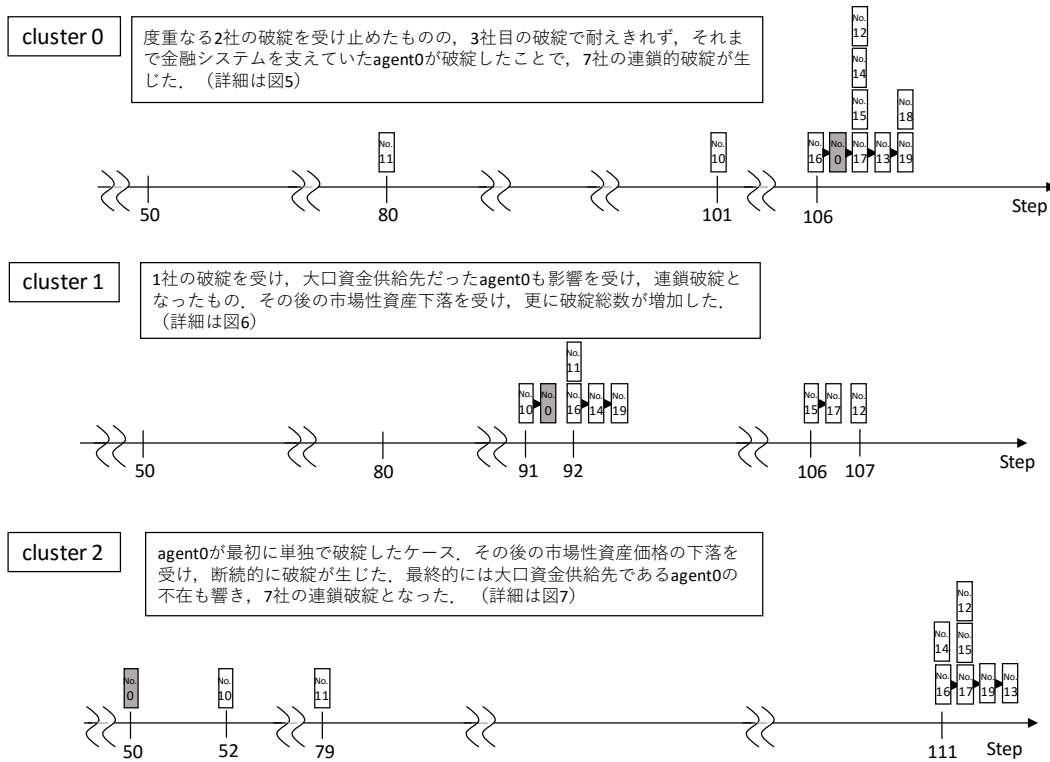 cluster 0
度重なる2社の破綻を受け止めたものの，3社目の破綻で耐えきれず，それま
で金融システムを支えていたagent0が破綻したことで，7社の連鎖的破綻が生
じた．（詳細は図5）
No.
11
No.
10
No.
16
No.
0
No.
12
No.
14
No.
15
No.
17
No.
13
No.
18
No.
19
50
80
101
106
Step
cluster 1
1社の破綻を受け，大口資金供給先だったagent0も影響を受け，連鎖破綻と
なったもの．その後の市場性資産下落を受け，更に破綻総数が増加した．
（詳細は図6）
No.
10
No.
0
No.
11
No.
16
No.
14
No.
19
No.
15
No.
17
No.
12
50
80
91
92
106
107
Step
cluster 2
agent0が最初に単独で破綻したケース．その後の市場性資産価格の下落を
受け，断続的に破綻が生じた．最終的には大口資金供給先であるagent0の
不在も響き，7社の連鎖破綻となった．（詳細は図7）
No.
0
No.
10
No.
11
No.
14
No.
16
No.
12
No.
15
No.
17
No.
19
No.
13
50
52
79
111
Step